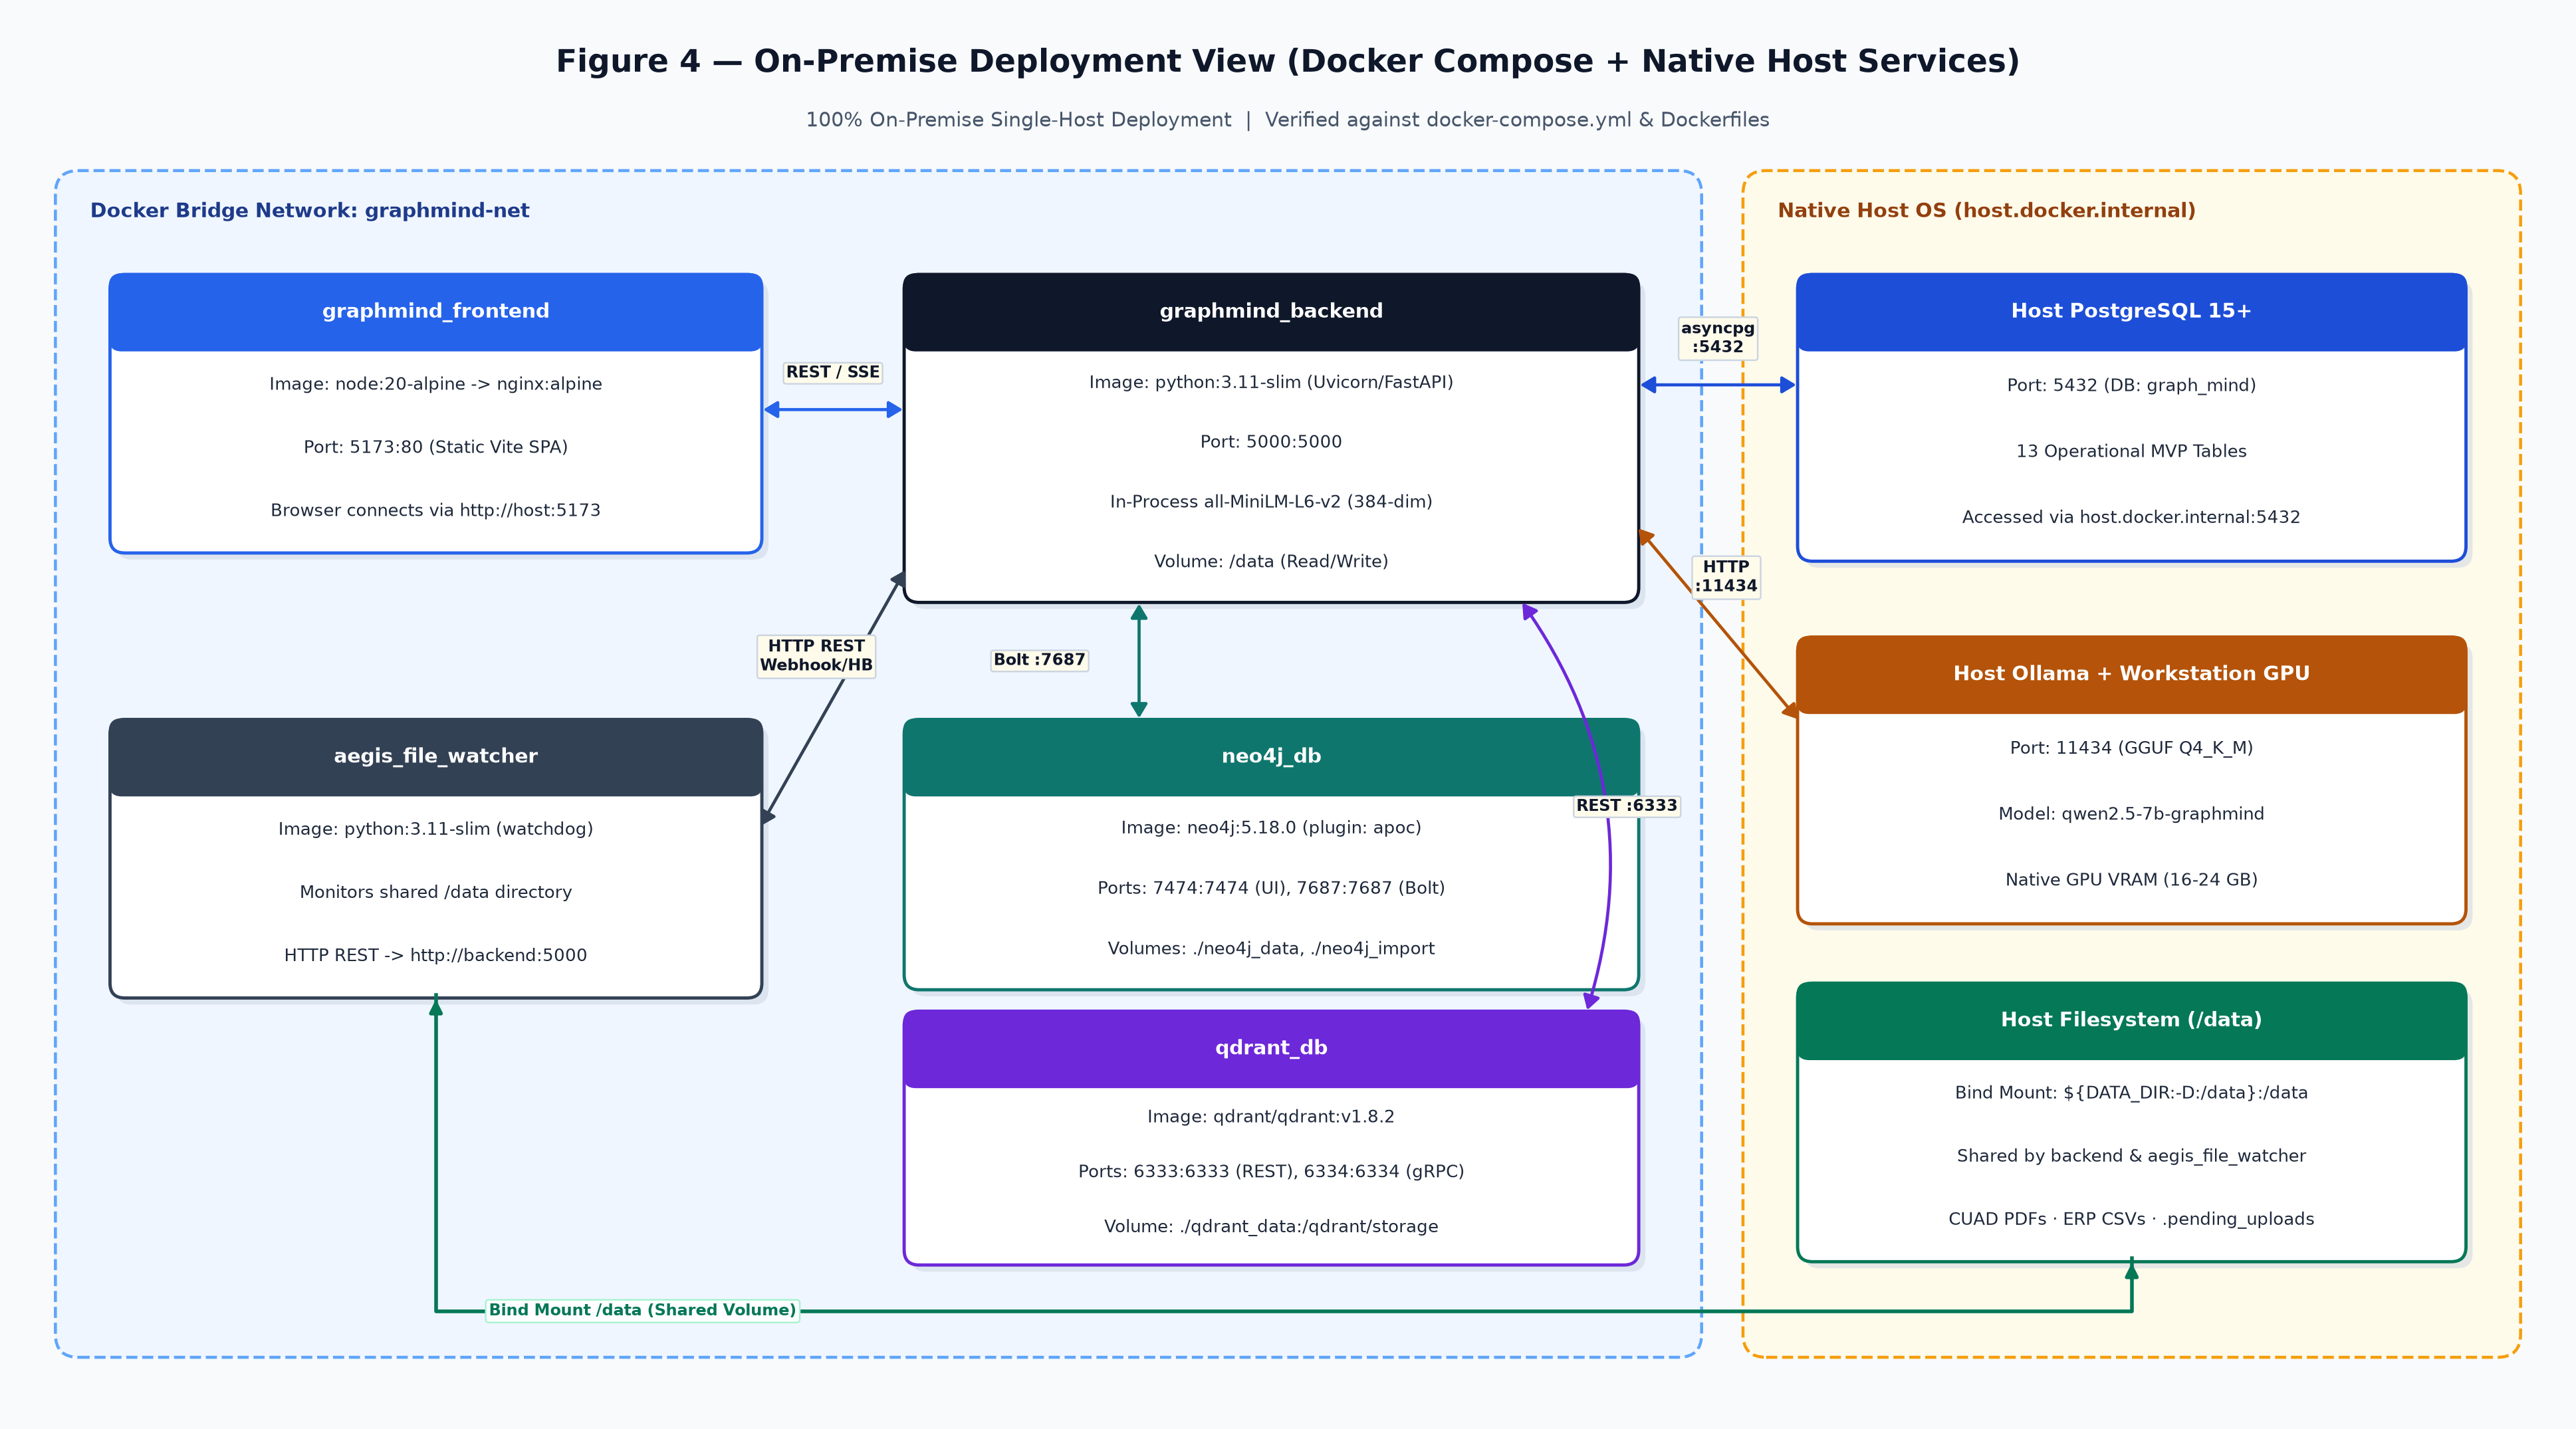 Figure 4 — On-Premise Deployment View (Docker Compose + Native Host Services)
100% On-Premise Single-Host Deployment | Verified against docker-compose.yml & Dockerfiles
Docker Bridge Network: graphmind-net
graphmind_frontend
Image: node:20-alpine -> nginx:alpine
Port: 5173:80 (Static Vite SPA)
Browser connects via http://host:5173
REST / SSE
graphmind_backend
Image: python:3.11-slim (Uvicorn/FastAPI)
Port: 5000:5000
In-Process all-MiniLM-L6-v2 (384-dim)
Volume: /data (Read/Write)
HTTP REST
Webhook/HB
Bolt :7687
aegis_file_watcher
Image: python:3.11-slim (watchdog)
Monitors shared /data directory
HTTP REST -> http://backend:5000
neo4j_db
Image: neo4j:5.18.0 (plugin: apoc)
Ports: 7474:7474 (UI), 7687:7687 (Bolt)
Volumes: ./neo4j_data, ./neo4j_import
REST :6333
qdrant_db
Image: qdrant/qdrant:v1.8.2
Ports: 6333:6333 (REST), 6334:6334 (gRPC)
Volume: ./qdrant_data:/qdrant/storage
Bind Mount /data (Shared Volume)
asyncpg
:5432
HTTP
:11434
Native Host OS (host.docker.internal)
Host PostgreSQL 15+
Port: 5432 (DB: graph_mind)
13 Operational MVP Tables
Accessed via host.docker.internal:5432
Host Ollama + Workstation GPU
Port: 11434 (GGUF Q4_K_M)
Model: qwen2.5-7b-graphmind
Native GPU VRAM (16-24 GB)
Host Filesystem (/data)
Bind Mount: ${DATA_DIR:-D:/data}:/data
Shared by backend & aegis_file_watcher
CUAD PDFs · ERP CSVs · .pending_uploads